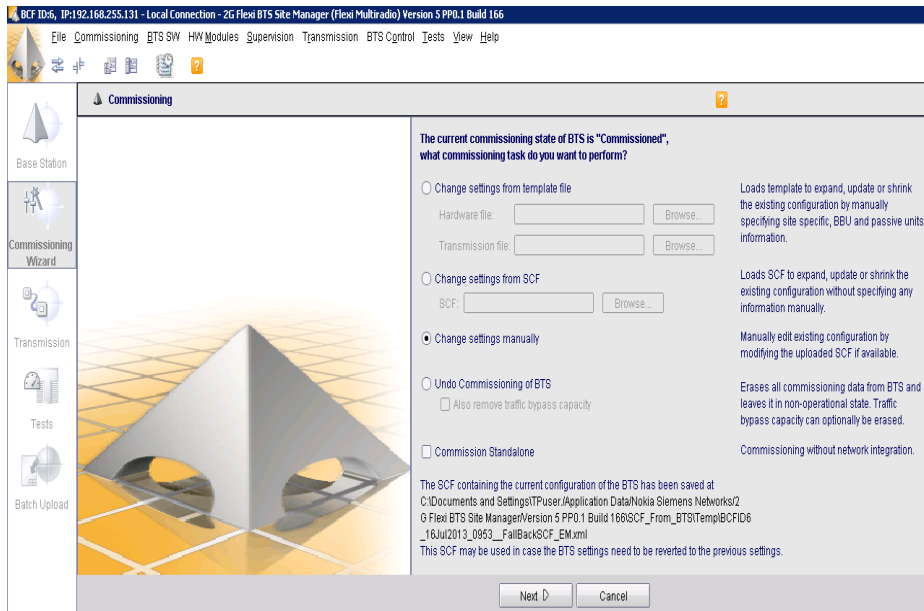 BCF ID:6, IP:192.168.255.131 - Local Connection - 2G Flexi BTS Site Manager (Flexi Multiradio) Version 5 PP0.1 Build 166
File Commissioning BTS SW HW Modules Supervision Transmission BTS Control Tests View Help
?
Commissioning
?
Base Station
Commissioning
Wizard
Transmission
Tests
Batch Upload
The current commissioning state of BTS is "Commissioned",
what commissioning task do you want to perform?
Change settings from template file
Hardware file:
Browse...
Transmission file:
Browse...
Loads template to expand, update or shrink
the existing configuration by manually
specifying site specific, BBU and passive units
information.
Change settings from SCF
SCF:
Browse...
Loads SCF to expand, update or shrink the
existing configuration without specifying any
information manually.
Change settings manually
Manually edit existing configuration by
modifying the uploaded SCF if available.
Undo Commissioning of BTS
Also remove traffic bypass capacity
Erases all commissioning data from BTS and
leaves it in non-operational state. Traffic
bypass capacity can optionally be erased.
Commission Standalone
Commissioning without network integration.
The SCF containing the current configuration of the BTS has been saved at
C:\Documents and Settings\TPuser./Application Data/Nokia Siemens Networks/2
G Flexi BTS Site Manager/Version 5 PP0.1 Build 166\SCF_From_BTS\Temp\BCFID6
_16Jul2013_0953__FallBackSCF_EM.xml
This SCF may be used in case the BTS settings need to be reverted to the previous settings.
Next
Cancel